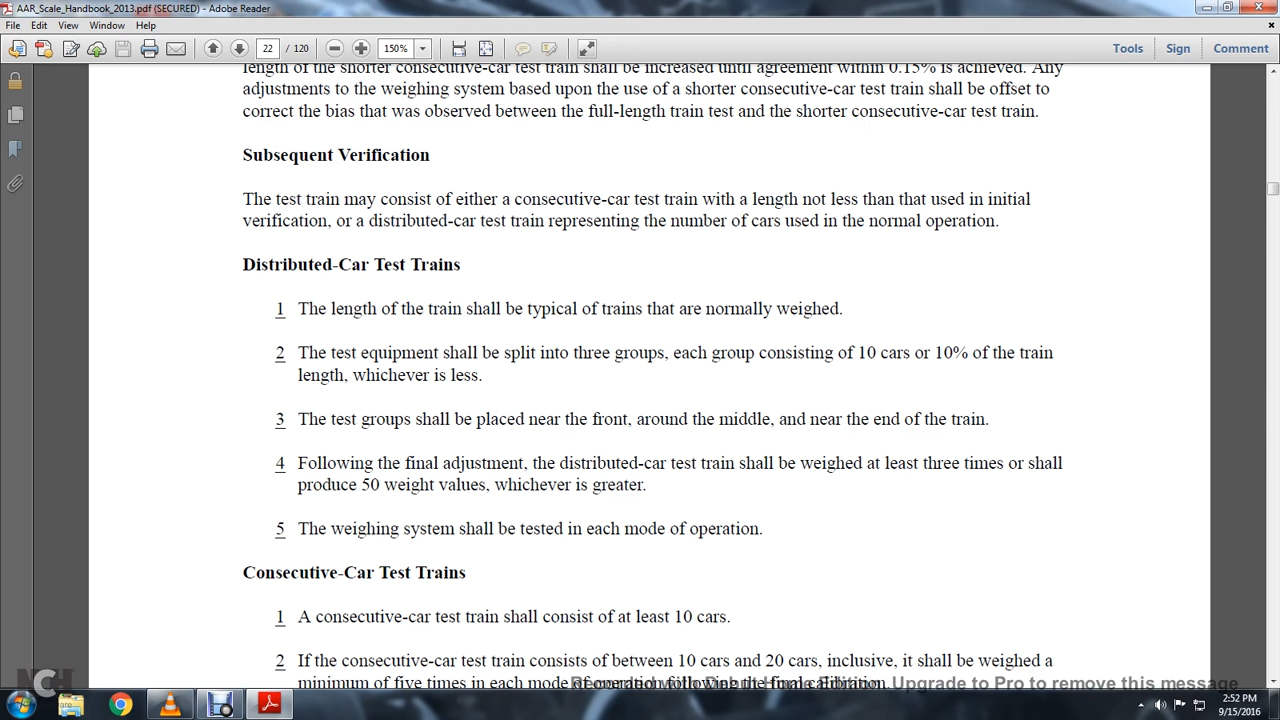 AAR_Scale_Handbook_2013.pdf (SECURED) - Adobe Reader
File Edit View Window Help
22 / 120 150% Tools Sign Comment
length of the shorter consecutive-car test train shall be increased until agreement within 0.15% is achieved. Any
adjustments to the weighing system based upon the use of a shorter consecutive-car test train shall be offset to
correct the bias that was observed between the full-length train test and the shorter consecutive-car test train.
Subsequent Verification
The test train may consist of either a consecutive-car test train with a length not less than that used in initial
verification, or a distributed-car test train representing the number of cars used in the normal operation.
Distributed-Car Test Trains
1 The length of the train shall be typical of trains that are normally weighed.
2 The test equipment shall be split into three groups, each group consisting of 10 cars or 10% of the train
length, whichever is less.
3 The test groups shall be placed near the front, around the middle, and near the end of the train.
4 Following the final adjustment, the distributed-car test train shall be weighed at least three times or shall
produce 50 weight values, whichever is greater.
5 The weighing system shall be tested in each mode of operation.
Consecutive-Car Test Trains
1 A consecutive-car test train shall consist of at least 10 cars.
2 If the consecutive-car test train consists of between 10 cars and 20 cars, inclusive, it shall be weighed a
minimum of five times in each mode
Upgrade to Pro to remove this message
NCH
2:52 PM
9/15/2016